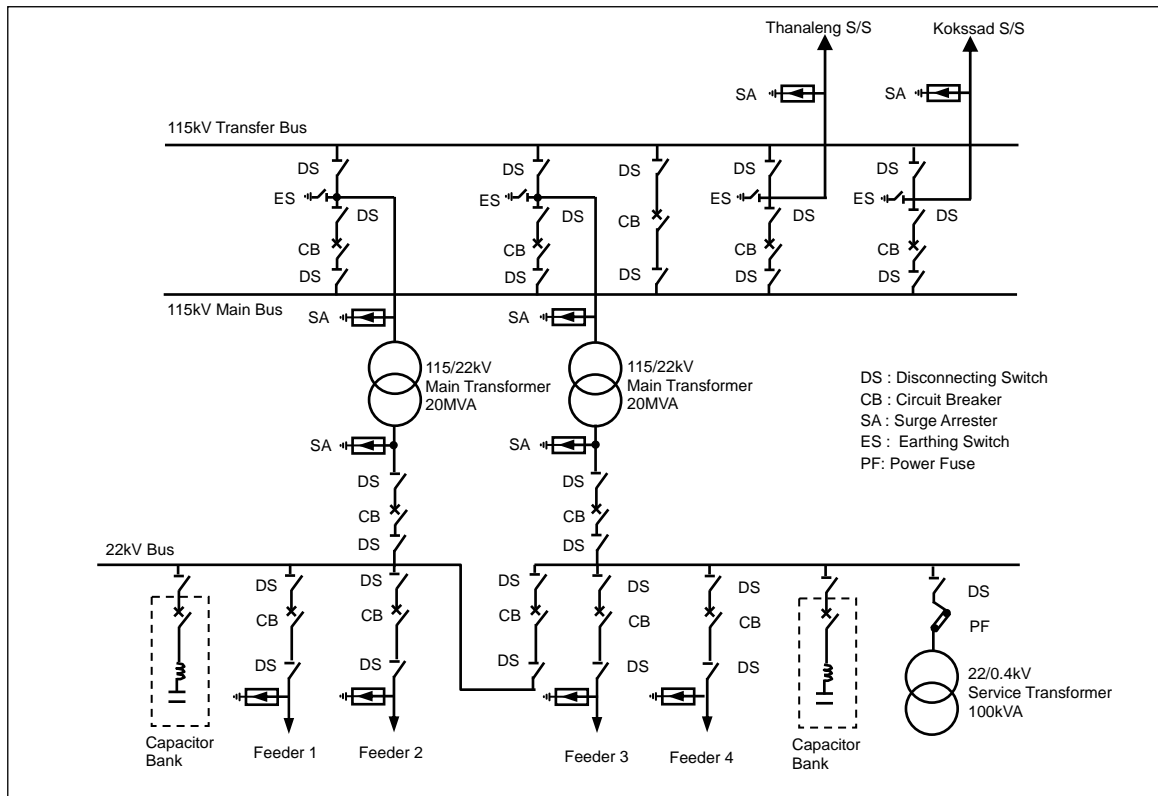 Thanaleng S/S
Kokssad S/S
SA
SA
115kV Transfer Bus
DS
DS
DS
DS
DS
ES
ES
ES
ES
DS
DS
DS
DS
CB
CB
CB
CB
CB
DS
DS
DS
DS
DS
115kV Main Bus
SA
SA
115/22kV
Main Transformer
20MVA
115/22kV
Main Transformer
20MVA
DS : Disconnecting Switch
CB : Circuit Breaker
SA : Surge Arrester
ES : Earthing Switch
PF: Power Fuse
SA
SA
DS
DS
CB
CB
DS
DS
22kV Bus
DS
DS
DS
DS
DS
DS
CB
CB
CB
CB
CB
PF
DS
DS
DS
DS
DS
22/0.4kV
Service Transformer
100kVA
Capacitor
Bank
Feeder 1
Feeder 2
Feeder 3
Feeder 4
Capacitor
Bank